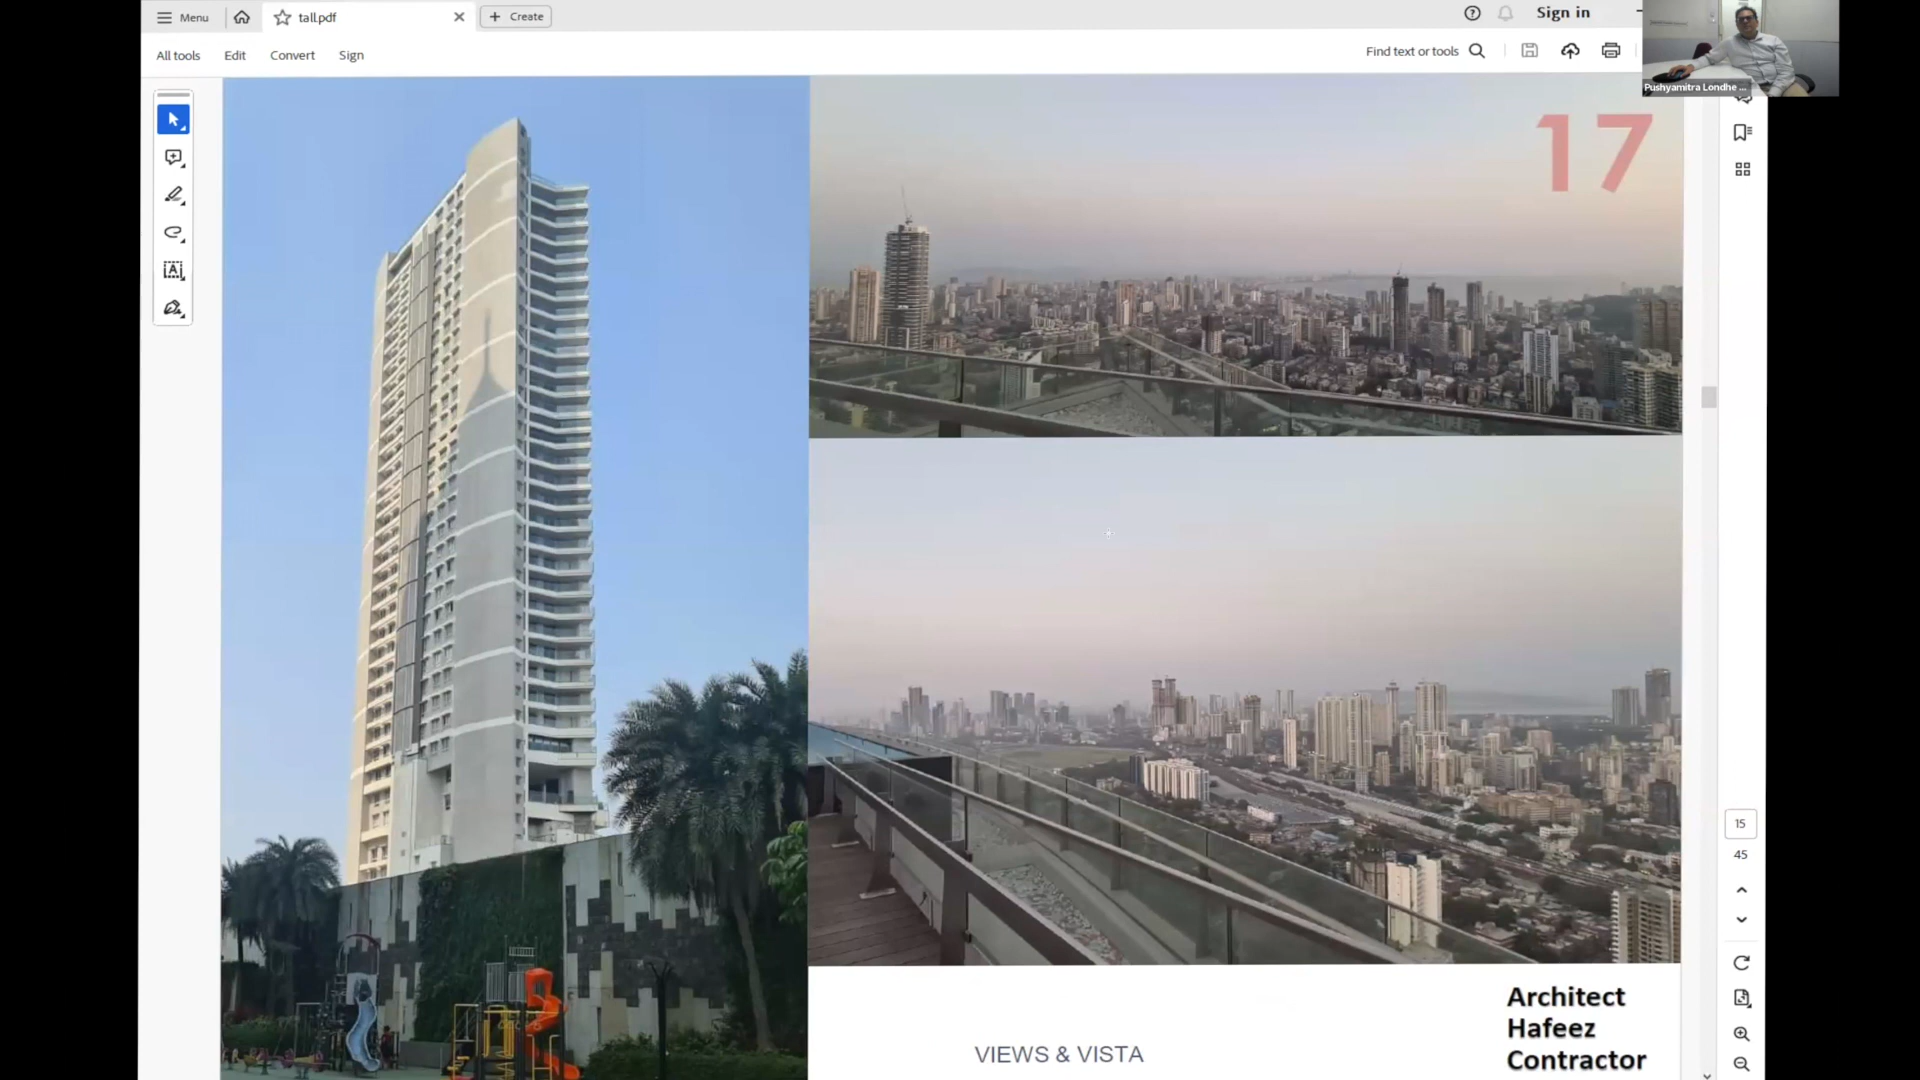 Menu
tall.pdf
Create
Sign in
All tools
Edit
Convert
Sign
Find text or tools
Pushyamitra Londhe ...
17
15
45
VIEWS & VISTA
Architect
Hafeez
Contractor